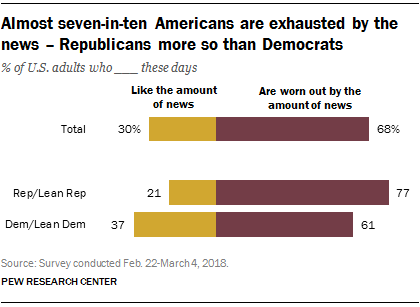 Almost seven-in-ten Americans are exhausted by the
news – Republicans more so than Democrats
% of U.S. adults who ___ these days
Like the amount
of news
Are worn out by the
amount of news
Total 30% 68%
Rep/Lean Rep 21 77
Dem/Lean Dem 37 61
Source: Survey conducted Feb. 22-March 4, 2018.
PEW RESEARCH CENTER